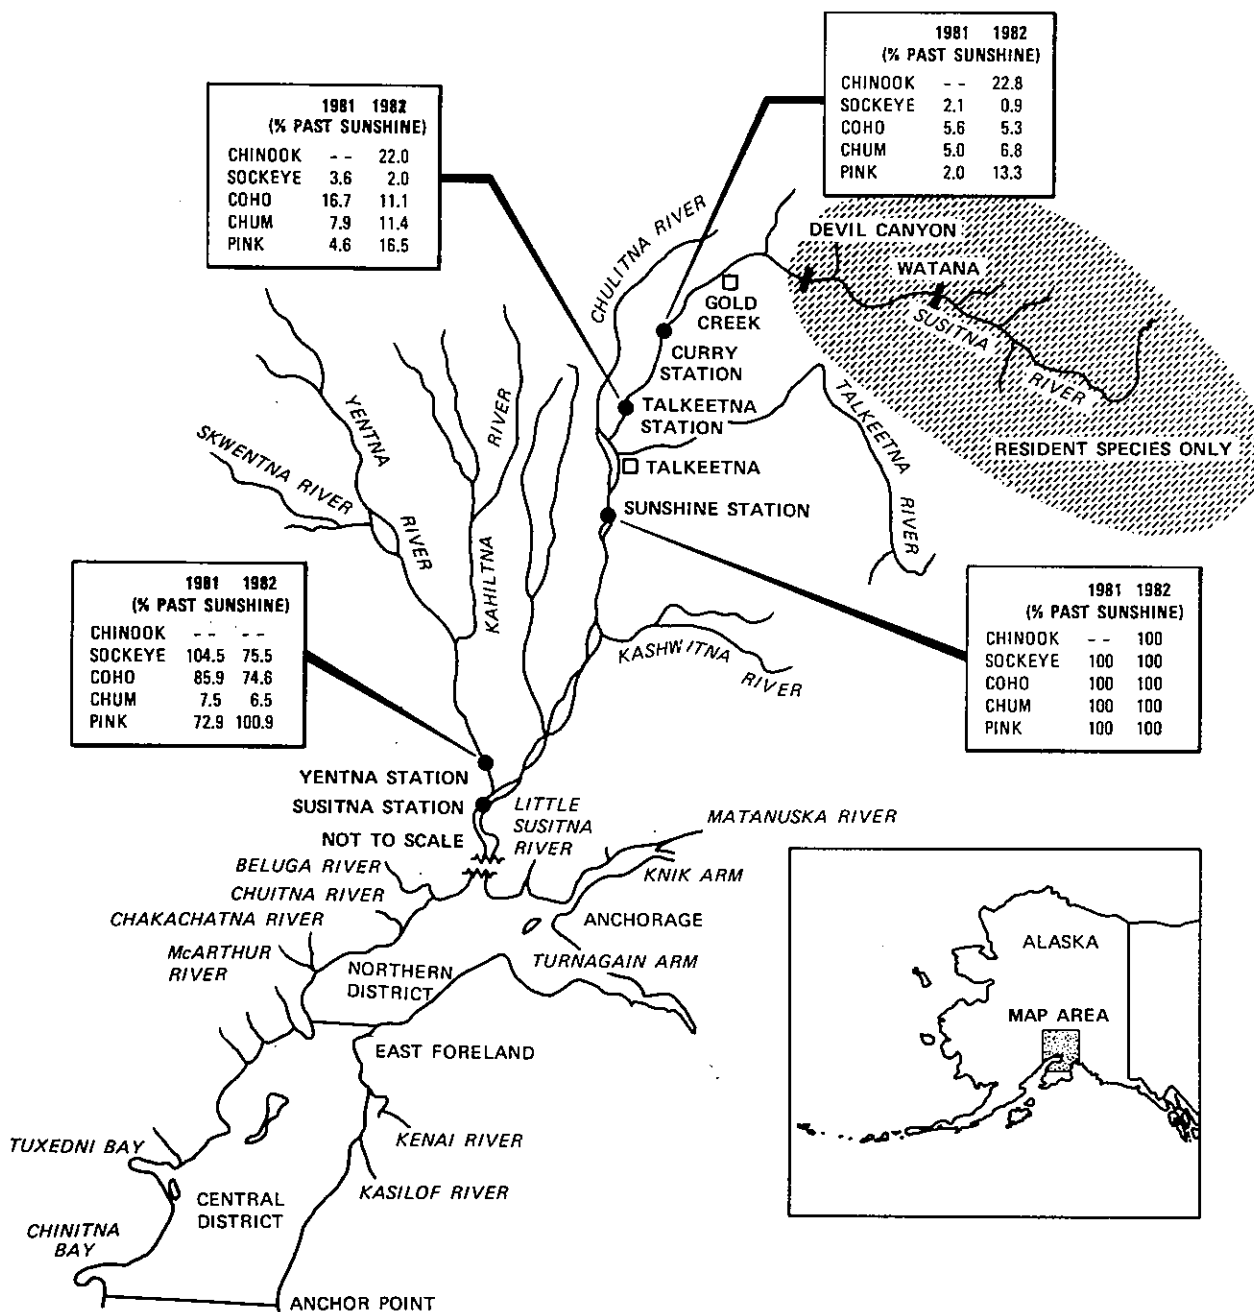 1981 1982
(% PAST SUNSHINE)
CHINOOK -- 22.8
SOCKEYE 2.1 0.9
COHO 5.6 5.3
CHUM 5.0 6.8
PINK 2.0 13.3
1981 1982
(% PAST SUNSHINE)
CHINOOK -- 22.0
SOCKEYE 3.6 2.0
COHO 16.7 11.1
CHUM 7.9 11.4
PINK 4.6 16.5
CHULITNA RIVER
DEVIL CANYON
WATANA
SUSITNA
RIVER
GOLD
CREEK
CURRY
STATION
TALKEETNA
STATION
TALKEETNA
RIVER
RESIDENT SPECIES ONLY
TALKEETNA
SUNSHINE STATION
YENTNA
RIVER
SKWENTNA RIVER
KAHILTNA
RIVER
KASHWITNA
RIVER
1981 1982
(% PAST SUNSHINE)
CHINOOK -- --
SOCKEYE 104.5 75.5
COHO 85.9 74.6
CHUM 7.5 6.5
PINK 72.9 100.9
1981 1982
(% PAST SUNSHINE)
CHINOOK -- 100
SOCKEYE 100 100
COHO 100 100
CHUM 100 100
PINK 100 100
YENTNA STATION
SUSITNA STATION
NOT TO SCALE
LITTLE
SUSITNA
RIVER
MATANUSKA RIVER
BELUGA RIVER
KNIK ARM
CHUITNA RIVER
CHAKACHATNA RIVER
ANCHORAGE
McARTHUR
RIVER
NORTHERN
DISTRICT
TURNAGAIN ARM
EAST FORELAND
KENAI RIVER
TUXEDNI BAY
KASILOF RIVER
CENTRAL
DISTRICT
CHINITNA
BAY
ANCHOR POINT
ALASKA
MAP AREA